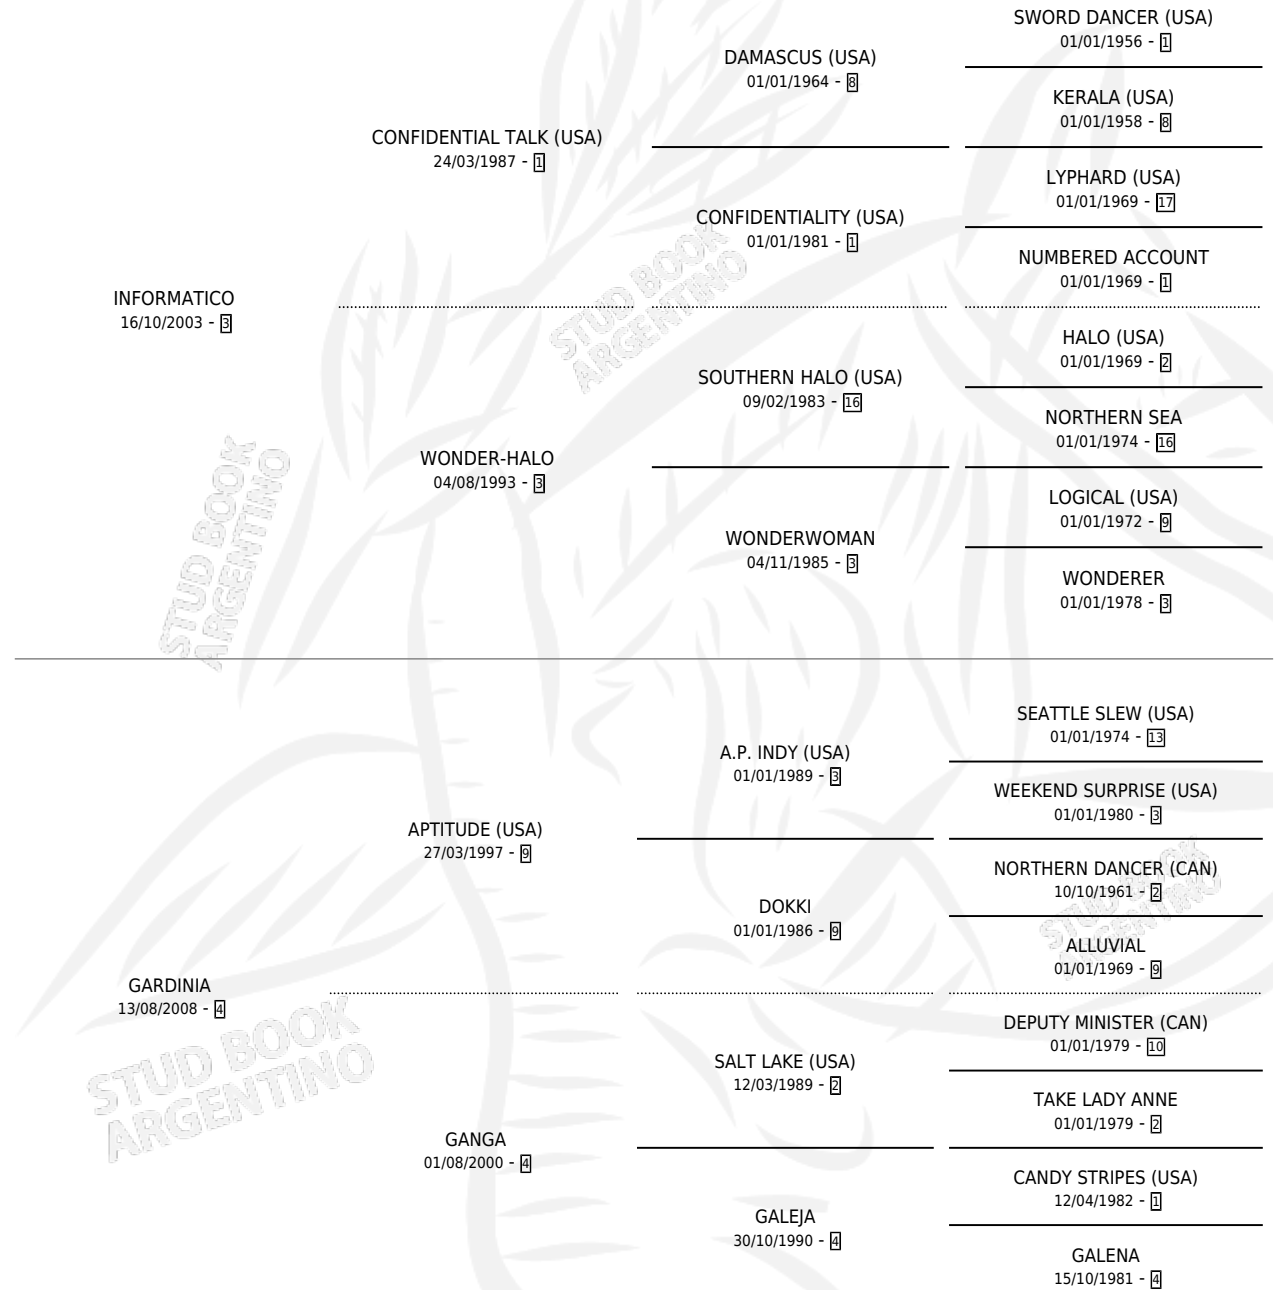 SWORD DANCER (USA)
01/01/1956 - 1
DAMASCUS (USA)
01/01/1964 - 8
KERALA (USA)
01/01/1958 - 8
CONFIDENTIAL TALK (USA)
24/03/1987 - 1
LYPHARD (USA)
01/01/1969 - 17
CONFIDENTIALITY (USA)
01/01/1981 - 1
NUMBERED ACCOUNT
01/01/1969 - 1
INFORMATICO
16/10/2003 - 3
HALO (USA)
01/01/1969 - 2
SOUTHERN HALO (USA)
09/02/1983 - 16
NORTHERN SEA
01/01/1974 - 16
WONDER-HALO
04/08/1993 - 3
LOGICAL (USA)
01/01/1972 - 9
WONDERWOMAN
04/11/1985 - 3
WONDERER
01/01/1978 - 3
STUD BOOK
ARGENTINO
STUD BOOK
ARGENTINO
SEATTLE SLEW (USA)
01/01/1974 - 13
A.P. INDY (USA)
01/01/1989 - 3
WEEKEND SURPRISE (USA)
01/01/1980 - 3
APTITUDE (USA)
27/03/1997 - 9
NORTHERN DANCER (CAN)
10/10/1961 - 2
DOKKI
01/01/1986 - 9
ALLUVIAL
01/01/1969 - 9
STUD BOOK
ARGENTINO
GARDINIA
13/08/2008 - 4
DEPUTY MINISTER (CAN)
01/01/1979 - 10
SALT LAKE (USA)
12/03/1989 - 2
TAKE LADY ANNE
01/01/1979 - 2
GANGA
01/08/2000 - 4
CANDY STRIPES (USA)
12/04/1982 - 1
GALEJA
30/10/1990 - 4
GALENA
15/10/1981 - 4
STUD BOOK
ARGENTINO